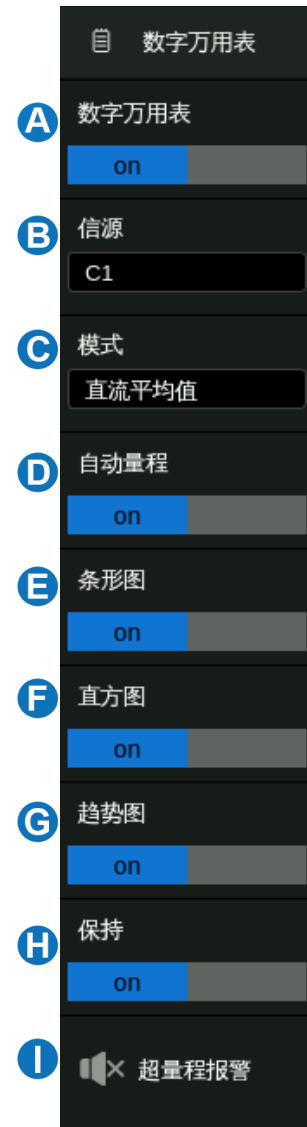 数字万用表
A 数字万用表
on
B 信源
C1
C 模式
直流平均值
D 自动量程
on
E 条形图
on
F 直方图
on
G 趋势图
on
H 保持
on
I 超量程报警